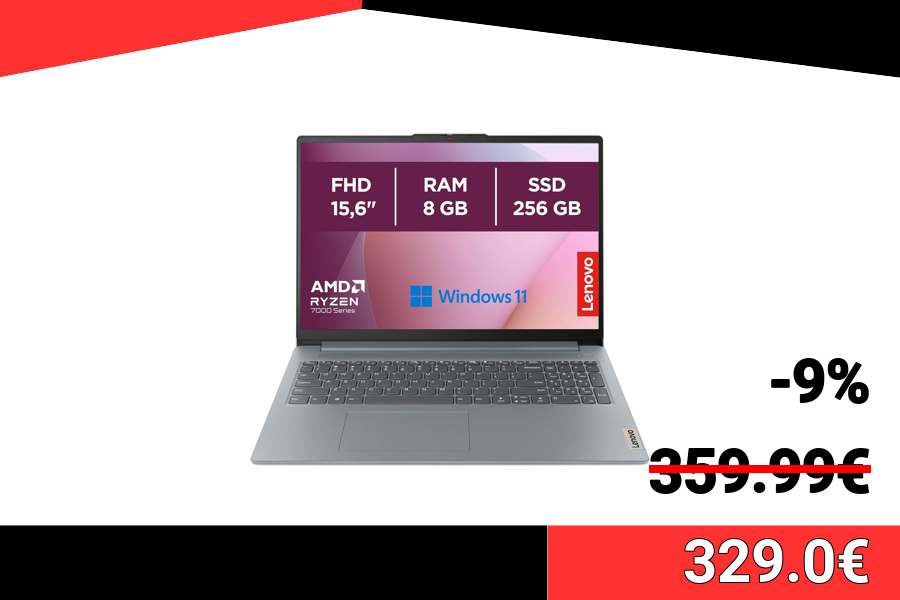 FHD
15,6"
RAM
8 GB
SSD
256 GB
AMD
RYZEN
7000 Series
Windows 11
Lenovo
Lenovo
-9%
359.99€
329.0€